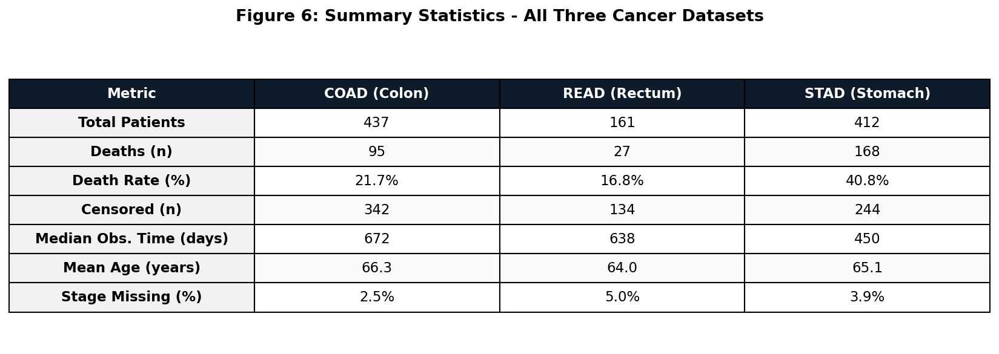 Figure 6: Summary Statistics - All Three Cancer Datasets
Metric COAD (Colon) READ (Rectum) STAD (Stomach)
Total Patients 437 161 412
Deaths (n) 95 27 168
Death Rate (%) 21.7% 16.8% 40.8%
Censored (n) 342 134 244
Median Obs. Time (days) 672 638 450
Mean Age (years) 66.3 64.0 65.1
Stage Missing (%) 2.5% 5.0% 3.9%